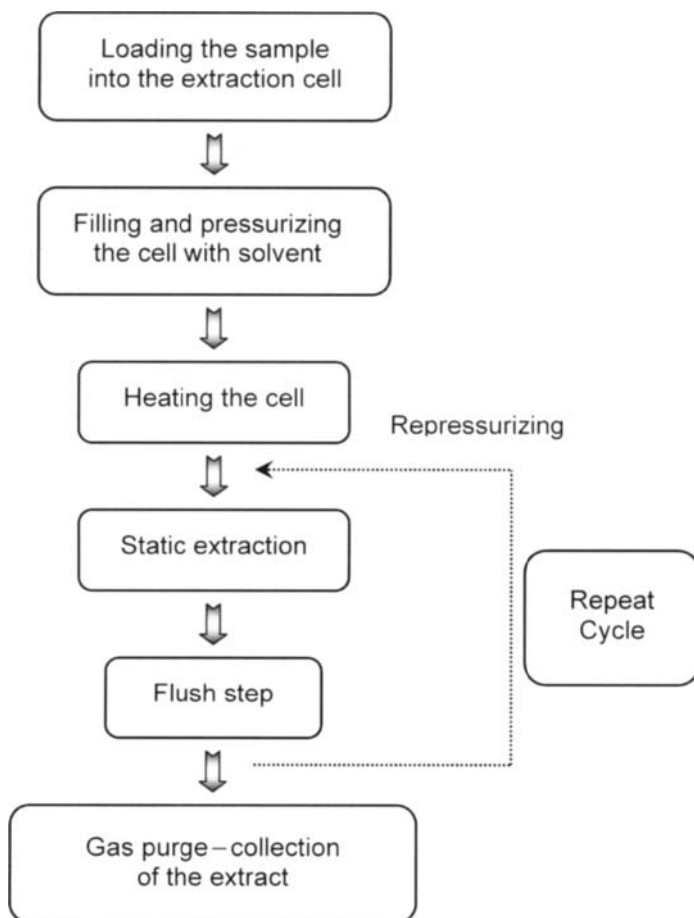 Loading the sample
into the extraction cell
Filling and pressurizing
the cell with solvent
Heating the cell
Repressurizing
Static extraction
Repeat
Cycle
Flush step
Gas purge–collection
of the extract